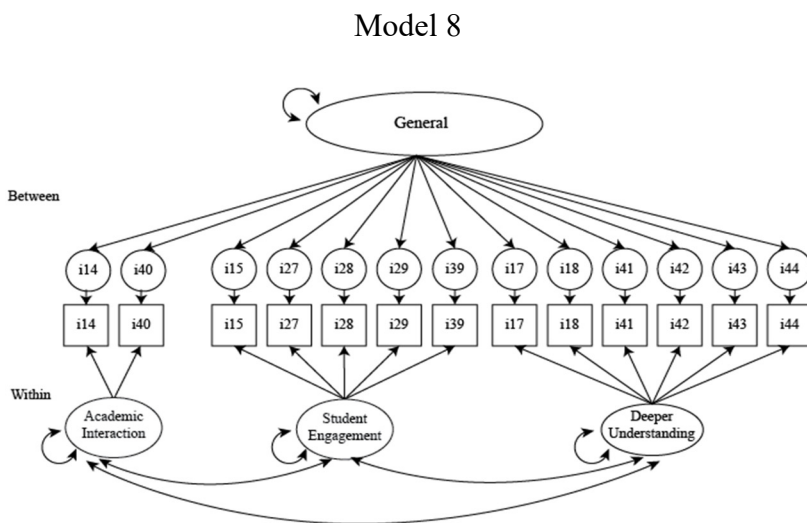 Model 8
General
Between
i14 i40 i15 i27 i28 i29 i39 i17 i18 i41 i42 i43 i44
i14 i40 i15 i27 i28 i29 i39 i17 i18 i41 i42 i43 i44
Within
Academic
Interaction
Student
Engagement
Deeper
Understanding